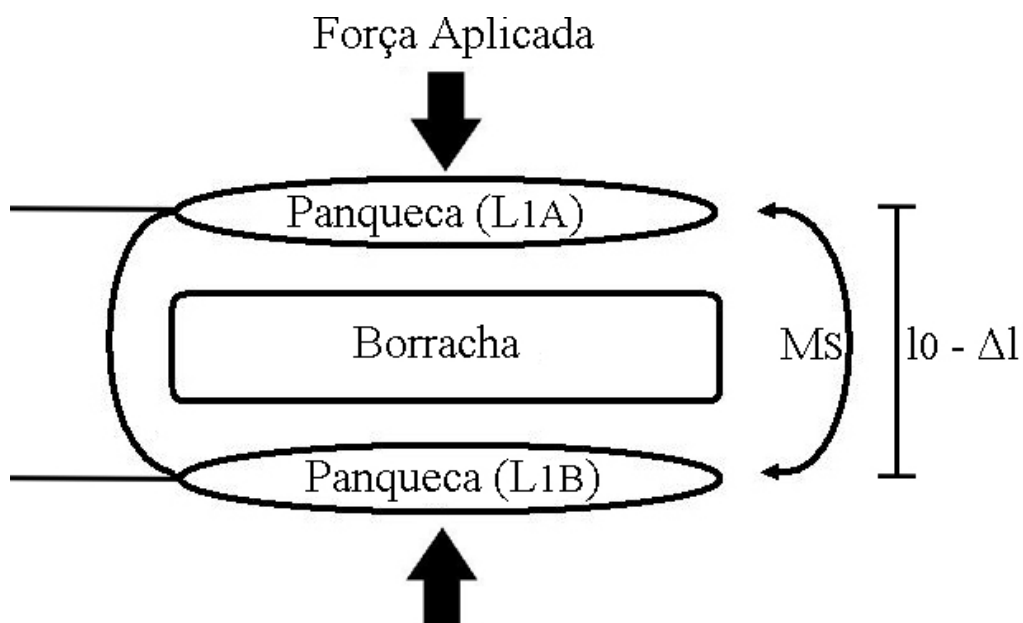 Força Aplicada
Panqueca (L1A)
Borracha
MS
l0 - Δl
Panqueca (L1B)